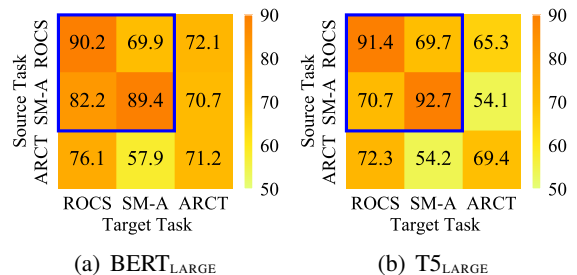 Source Task
ARCT SM-A ROCS
90.2 69.9 72.1
82.2 89.4 70.7
76.1 57.9 71.2
ROCS SM-A ARCT
Target Task
90
80
70
60
50
(a) BERT_LARGE
Source Task
ARCT SM-A ROCS
91.4 69.7 65.3
70.7 92.7 54.1
72.3 54.2 69.4
ROCS SM-A ARCT
Target Task
90
80
70
60
50
(b) T5_LARGE